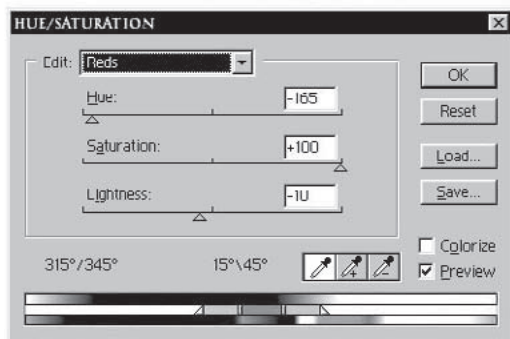 HUE/SATURATION
Edit: Reds
OK
Hue: -165
Reset
Saturation: +100
Load...
Lightness: -10
Save...
Colorize
315°/345° 15°\45°
Preview